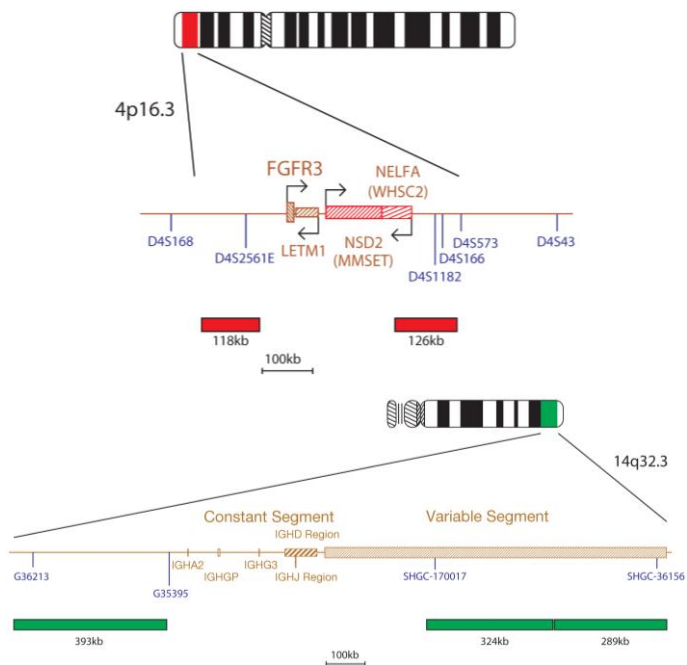 4p16.3
FGFR3
NELFA
(WHSC2)
D4S168
D4S2561E
LETM1
NSD2
(MMSET)
D4S1182
D4S166
D4S573
D4S43
118kb
126kb
100kb
14q32.3
Constant Segment
Variable Segment
IGHD Region
G36213
G35395
IGHA2
IGHGP
IGHG3
IGHJ Region
SHGC-170017
SHGC-36156
393kb
324kb
289kb
100kb